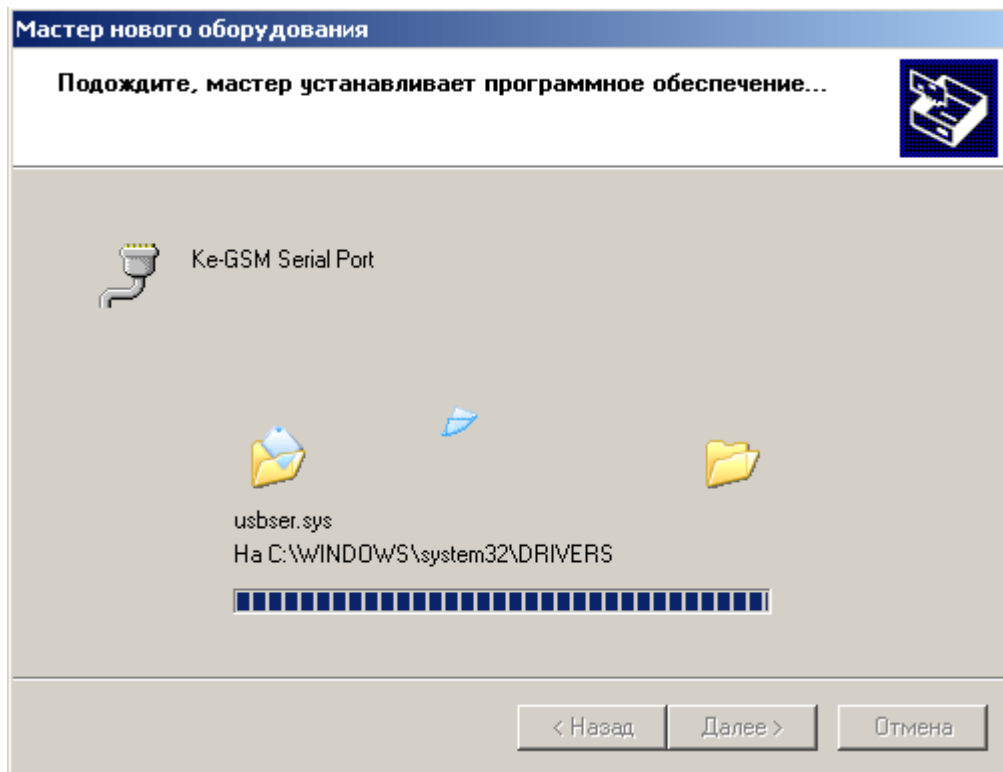 Мастер нового оборудования
Подождите, мастер устанавливает программное обеспечение...
Ke-GSM Serial Port
usbser.sys
На C:\WINDOWS\system32\DRIVERS
< Назад
Далее >
Отмена